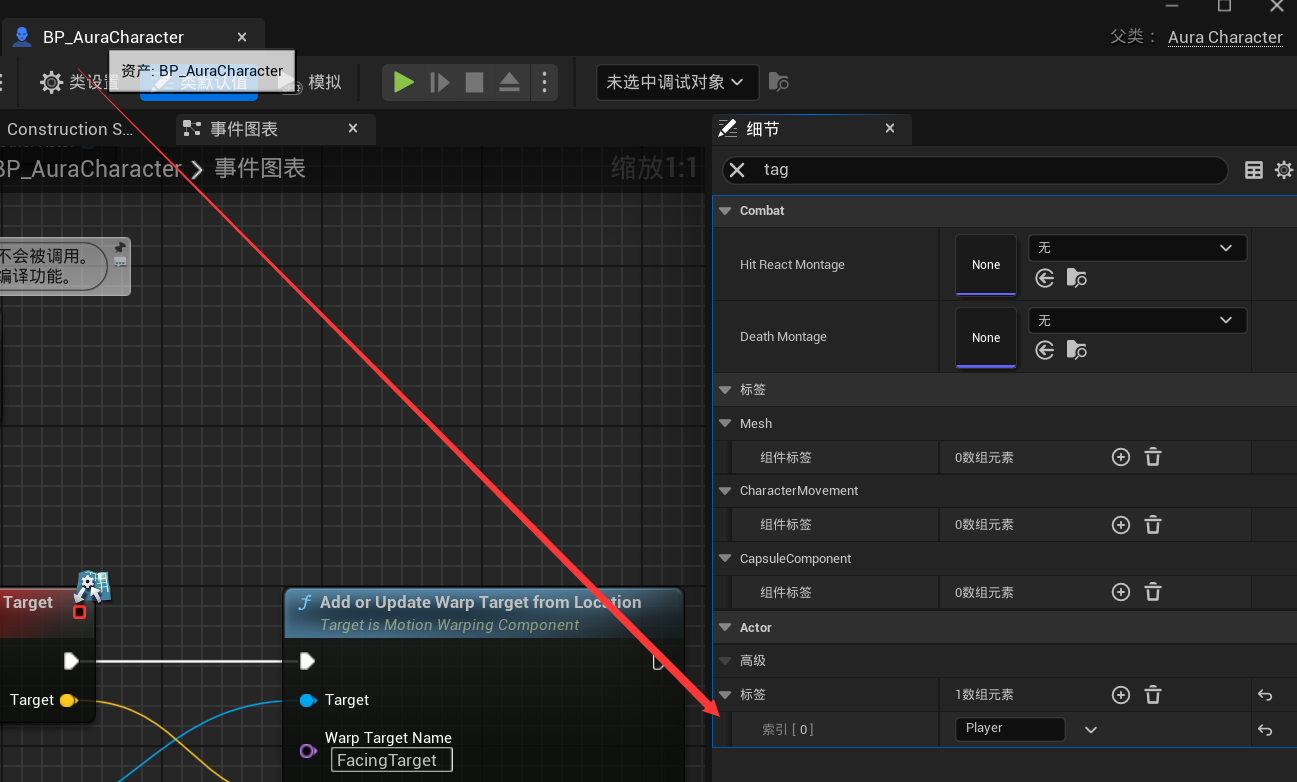 BP_AuraCharacter
父类：
Aura Character
资产: BP_AuraCharacter
类设置
类默认值
模拟
未选中调试对象
Construction S...
事件图表
细节
BP_AuraCharacter
事件图表
缩放1:1
tag
不会被调用。
编译功能。
Combat
Hit React Montage
None
无
Death Montage
None
无
标签
Mesh
组件标签
0数组元素
CharacterMovement
组件标签
0数组元素
CapsuleComponent
组件标签
0数组元素
Actor
高级
标签
1数组元素
索引 [ 0 ]
Player
Target
Target
Add or Update Warp Target from Location
Target is Motion Warping Component
Target
Warp Target Name
FacingTarget